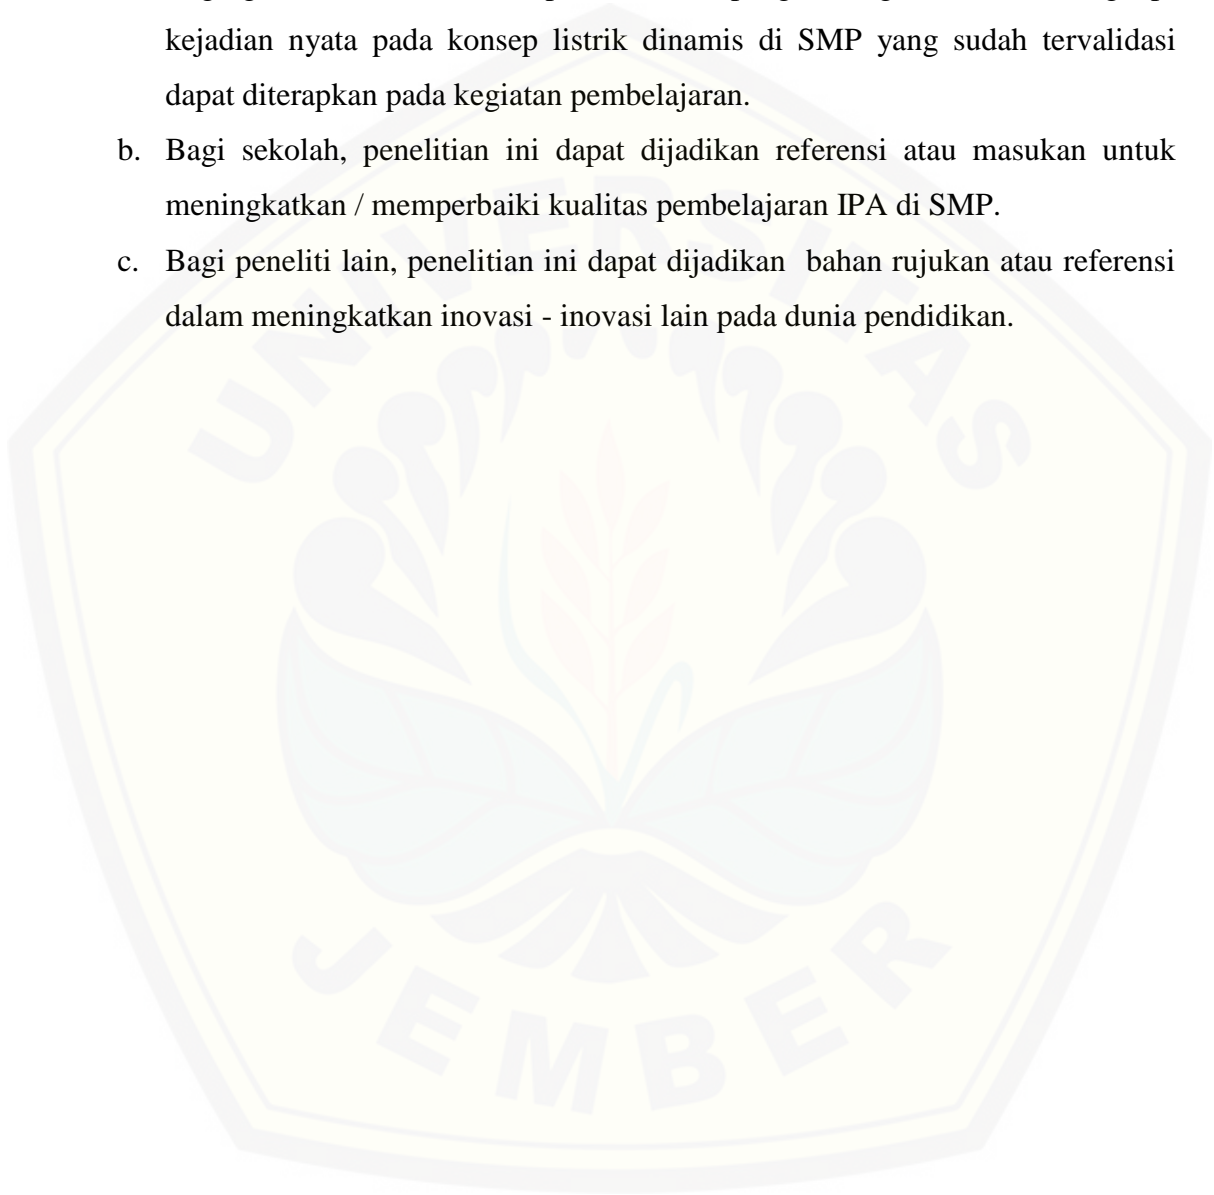 kejadian nyata pada konsep listrik dinamis di SMP yang sudah tervalidasi
dapat diterapkan pada kegiatan pembelajaran.
b. Bagi sekolah, penelitian ini dapat dijadikan referensi atau masukan untuk
meningkatkan / memperbaiki kualitas pembelajaran IPA di SMP.
c. Bagi peneliti lain, penelitian ini dapat dijadikan bahan rujukan atau referensi
dalam meningkatkan inovasi - inovasi lain pada dunia pendidikan.
UNIVERSITAS
JEMBER